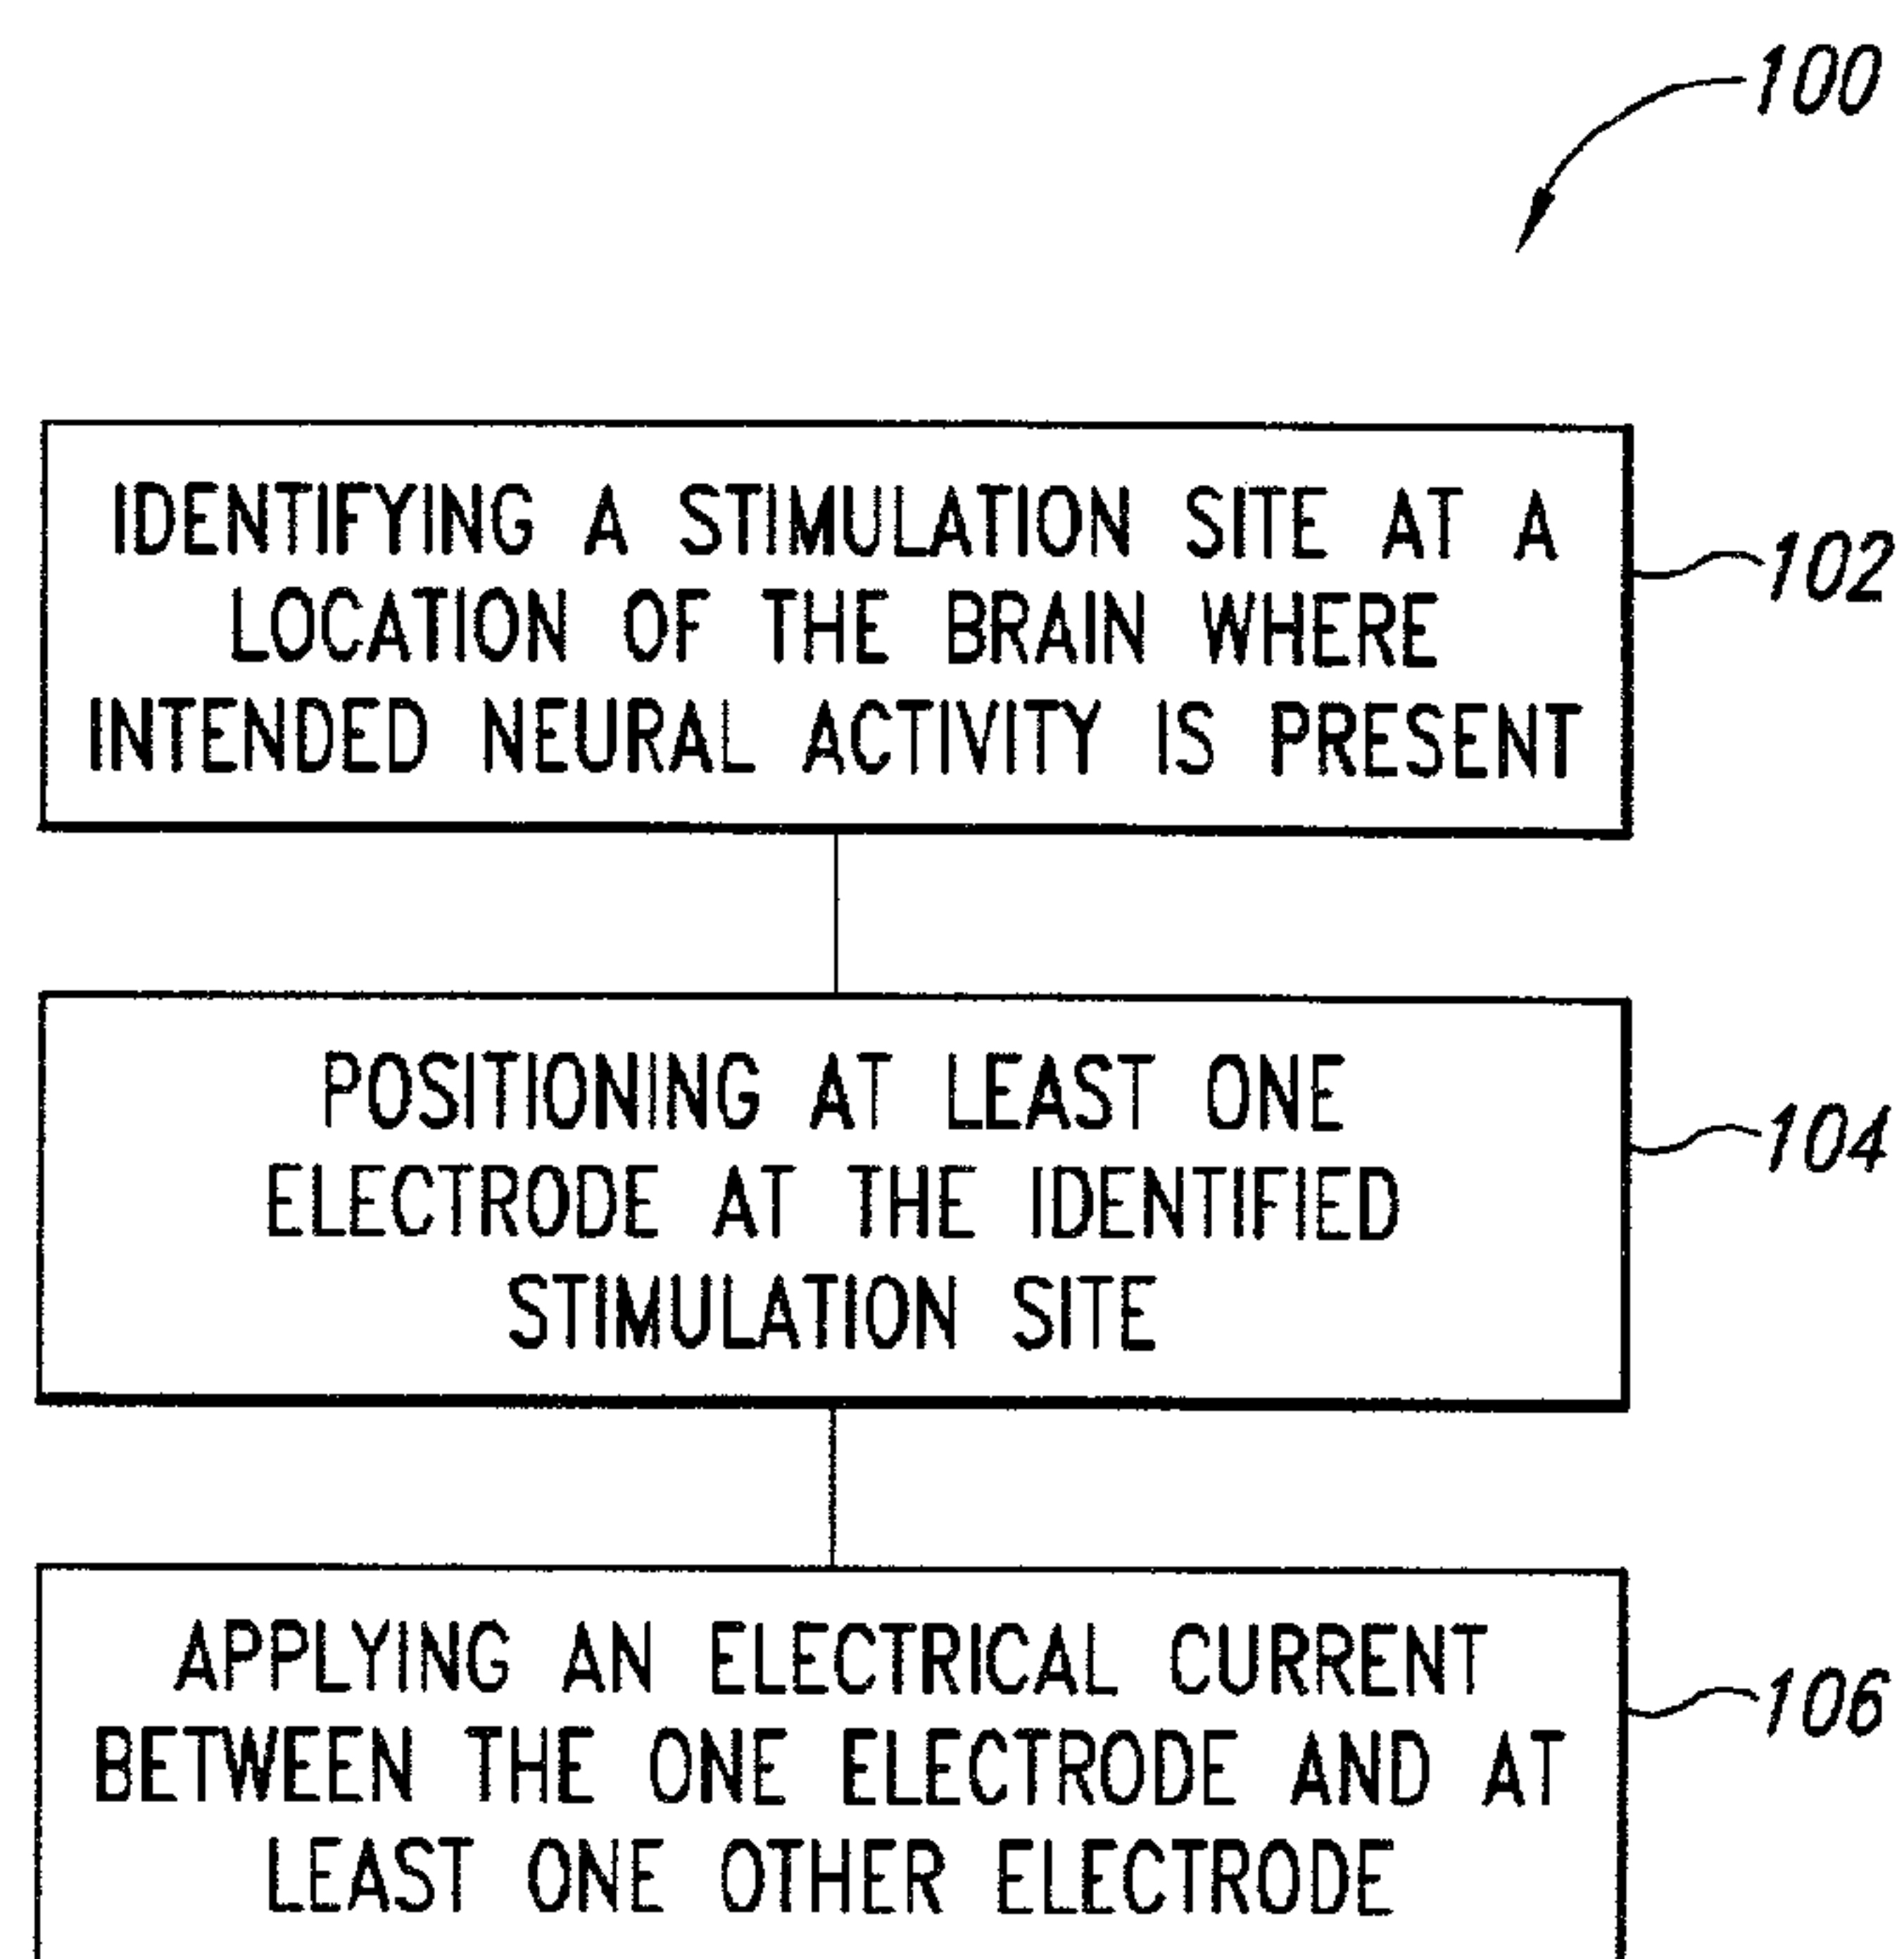 100
IDENTIFYING A STIMULATION SITE AT A
LOCATION OF THE BRAIN WHERE
INTENDED NEURAL ACTIVITY IS PRESENT
102
POSITIONING AT LEAST ONE
ELECTRODE AT THE IDENTIFIED
STIMULATION SITE
104
APPLYING AN ELECTRICAL CURRENT
BETWEEN THE ONE ELECTRODE AND AT
LEAST ONE OTHER ELECTRODE
106